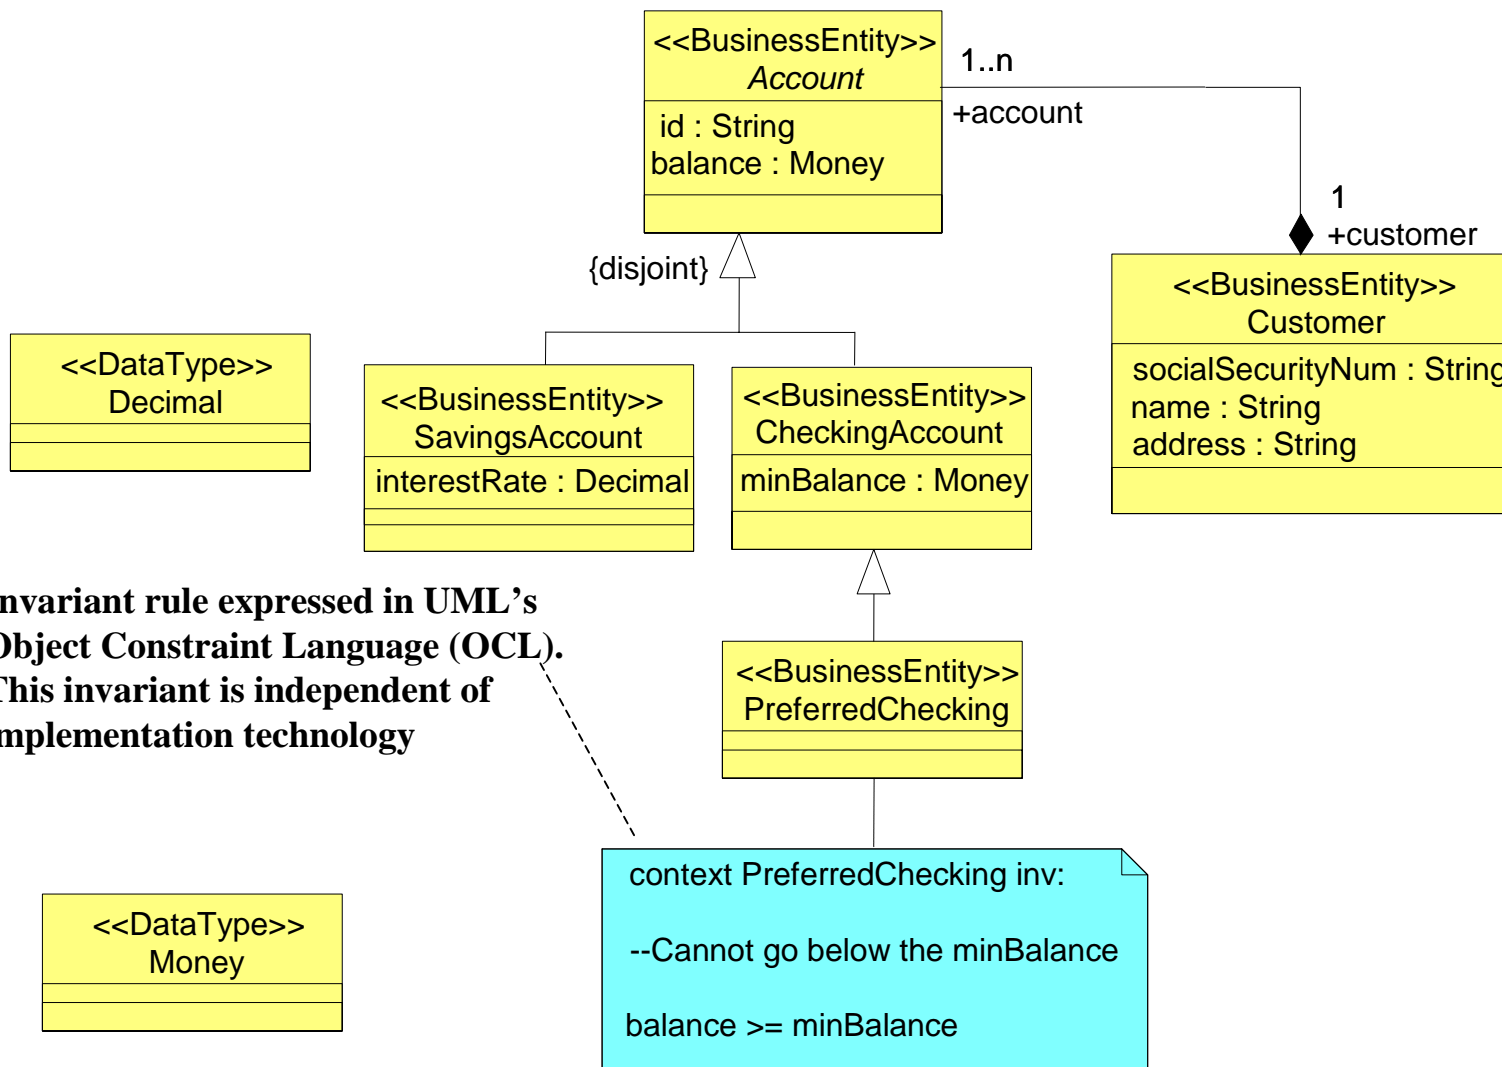 <<BusinessEntity>>
Account
id : String
balance : Money
1..n
+account
1
+customer
{disjoint}
<<BusinessEntity>>
Customer
socialSecurityNum : String
name : String
address : String
<<DataType>>
Decimal
<<BusinessEntity>>
SavingsAccount
interestRate : Decimal
<<BusinessEntity>>
CheckingAccount
minBalance : Money
nvariant rule expressed in UML’s
Object Constraint Language (OCL).
This invariant is independent of
implementation technology
<<BusinessEntity>>
PreferredChecking
<<DataType>>
Money
context PreferredChecking inv:
--Cannot go below the minBalance
balance >= minBalance